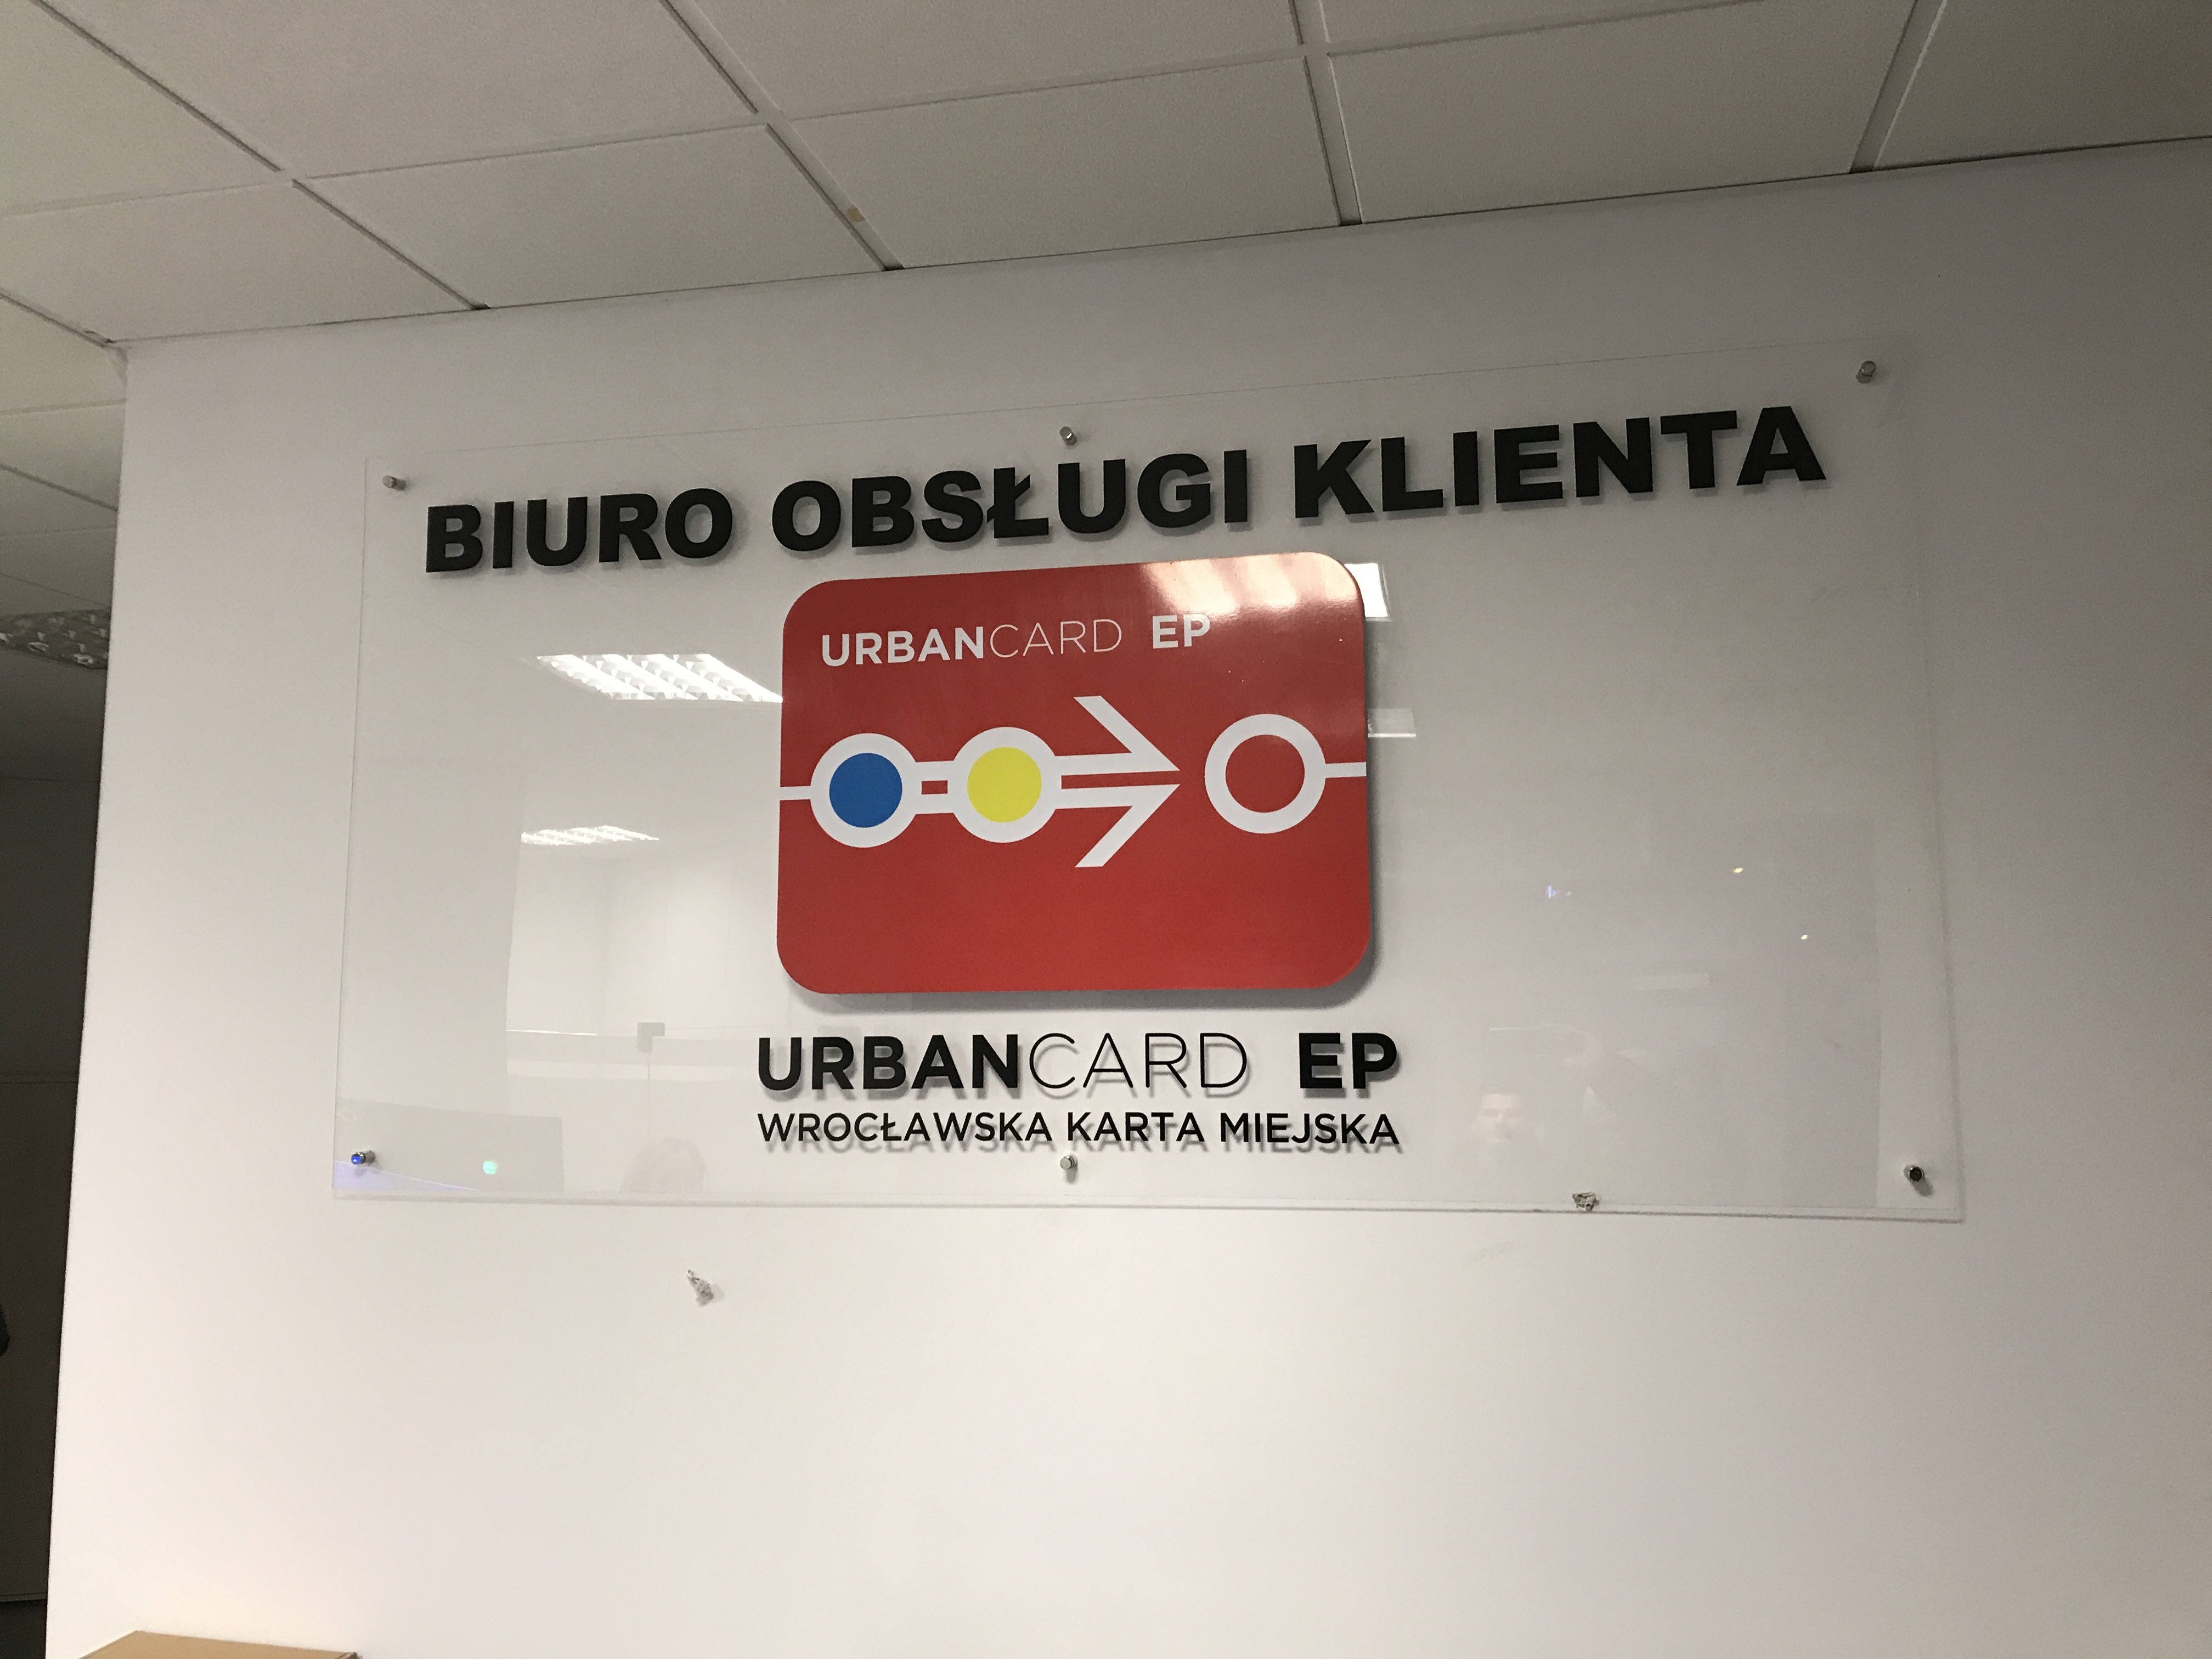 BIURO OBSŁUGI KLIENTA
URBANCARD EP
URBANCARD EP
WROCŁAWSKA KARTA MIEJSKA